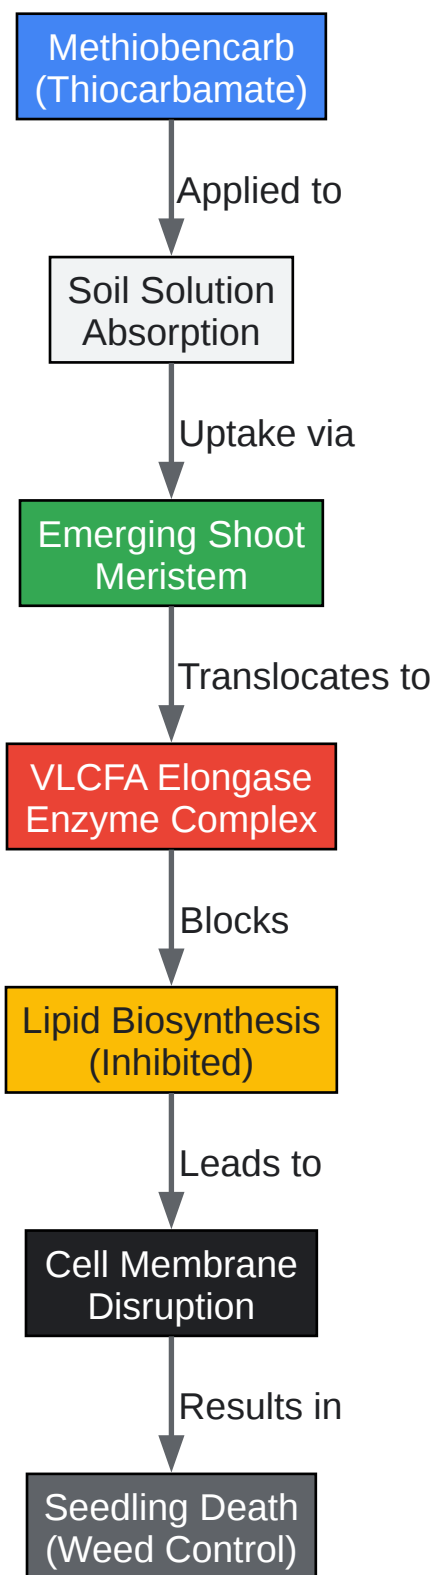 Methiobencarb
(Thiocarbamate)
Applied to
Soil Solution
Absorption
Uptake via
Emerging Shoot
Meristem
Translocates to
VLCFA Elongase
Enzyme Complex
Blocks
Lipid Biosynthesis
(Inhibited)
Leads to
Cell Membrane
Disruption
Results in
Seedling Death
(Weed Control)